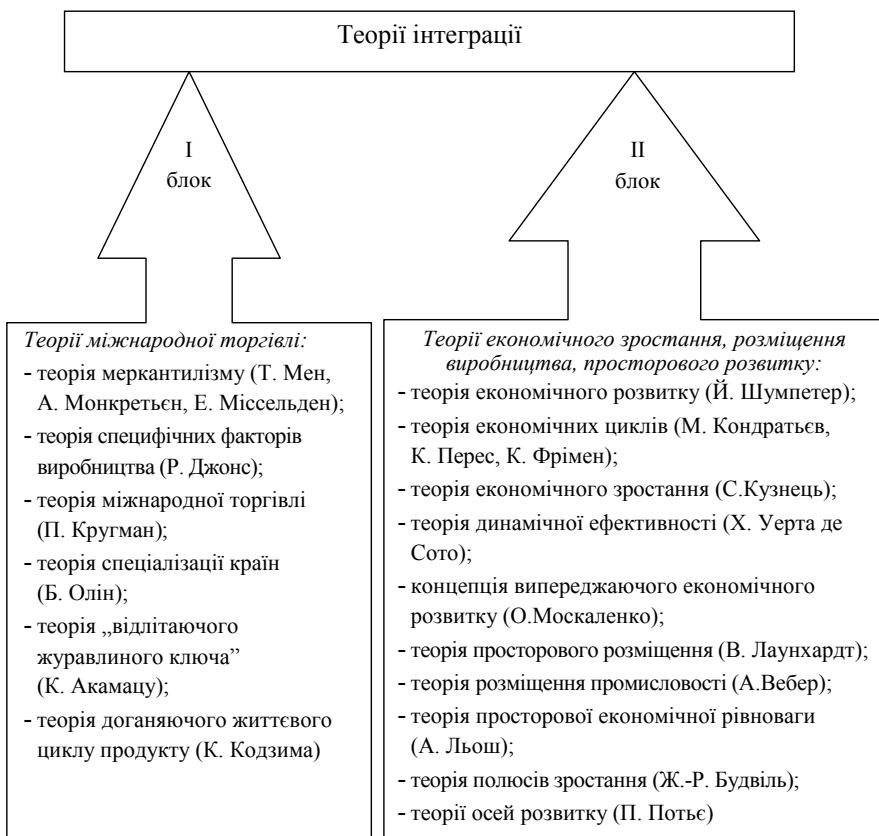 Теорії інтеграції
І
блок
ІІ
блок
Теорії міжнародної торгівлі:
- теорія меркантилізму (Т. Мен,
А. Монкретьєн, Е. Міссельден);
- теорія специфічних факторів
виробництва (Р. Джонс);
- теорія міжнародної торгівлі
(П. Кругман);
- теорія спеціалізації країн
(Б. Олін);
- теорія „відлітаючого
журавлиного ключа”
(К. Акамацу);
- теорія доганяючого життєвого
циклу продукту (К. Кодзима)
Теорії економічного зростання, розміщення
виробництва, просторового розвитку:
- теорія економічного розвитку (Й. Шумпетер);
- теорія економічних циклів (М. Кондратьєв,
К. Перес, К. Фрімен);
- теорія економічного зростання (С.Кузнець);
- теорія динамічної ефективності (Х. Уерта де
Сото);
- концепція випереджаючого економічного
розвитку (О.Москаленко);
- теорія просторового розміщення (В. Лаунхардт);
- теорія розміщення промисловості (А.Вебер);
- теорія просторової економічної рівноваги
(А. Льош);
- теорія полюсів зростання (Ж.-Р. Будвіль);
- теорії осей розвитку (П. Потьє)